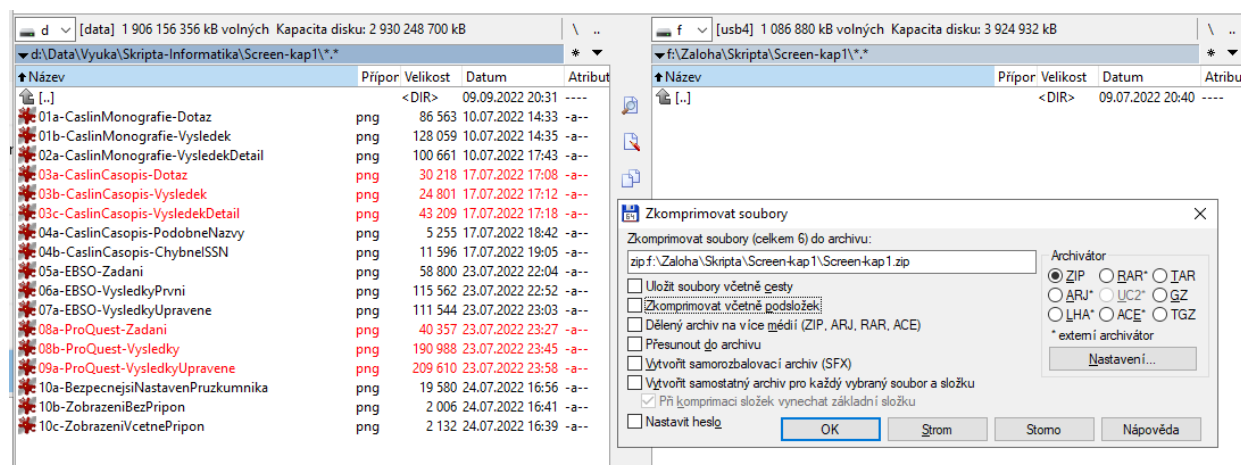 d [data] 1 906 156 356 kB volných Kapacita disku: 2 930 248 700 kB \ ..
d:\Data\Vyuka\Skripta-Informatika\Screen-kap1\*.* * ▼
Název Přípor Velikost Datum Atribut
[..] <DIR> 09.09.2022 20:31 ----
01a-CaslinMonografie-Dotaz png 86 563 10.07.2022 14:33 -a--
01b-CaslinMonografie-Vysledek png 128 059 10.07.2022 14:35 -a--
02a-CaslinMonografie-VysledekDetail png 100 661 10.07.2022 17:43 -a--
03a-CaslinCasopis-Dotaz png 30 218 17.07.2022 17:08 -a--
03b-CaslinCasopis-Vysledek png 24 801 17.07.2022 17:12 -a--
03c-CaslinCasopis-VysledekDetail png 43 209 17.07.2022 17:18 -a--
04a-CaslinCasopis-PodobneNazvy png 5 255 17.07.2022 18:42 -a--
04b-CaslinCasopis-ChybneISSN png 11 596 17.07.2022 19:05 -a--
05a-EBSO-Zadani png 58 800 23.07.2022 22:04 -a--
06a-EBSO-VysledkyPrvni png 115 562 23.07.2022 22:52 -a--
07a-EBSO-VysledkyUpravene png 111 544 23.07.2022 23:03 -a--
08a-ProQuest-Zadani png 40 357 23.07.2022 23:27 -a--
08b-ProQuest-Vysledky png 190 988 23.07.2022 23:45 -a--
09a-ProQuest-VysledkyUpravene png 209 610 23.07.2022 23:58 -a--
10a-BezpecnejsiNastavenPruzkumnika png 19 580 24.07.2022 16:56 -a--
10b-ZobrazeniBezPripon png 2 006 24.07.2022 16:41 -a--
10c-ZobrazeniVcetnePripon png 2 132 24.07.2022 16:39 -a--
f [usb4] 1 086 880 kB volných Kapacita disku: 3 924 932 kB \ ..
f:\Zaloha\Skripta\Screen-kap1\*.* * ▼
Název Přípor Velikost Datum Atribu
[..] <DIR> 09.07.2022 20:40 ----
64 Zkomprimovat soubory
Zkomprimovat soubory (celkem 6) do archivu:
zip:f:\Zaloha\Skripta\Screen-kap1\Screen-kap1.zip
Uložit soubory včetně cesty
Zkomprimovat včetně podsložek
Dělený archiv na více médií (ZIP, ARJ, RAR, ACE)
Přesunout do archivu
Vytvořit samorozbalovací archiv (SFX)
Vytvořit samostatný archiv pro každý vybraný soubor a složku
Při komprimaci složek vynechat základní složku
Nastavit heslo
Archivátor
ZIP RAR* TAR
ARJ* UC2* GZ
LHA* ACE* TGZ
* externí archivátor
Nastavení...
OK Strom Storno Nápověda